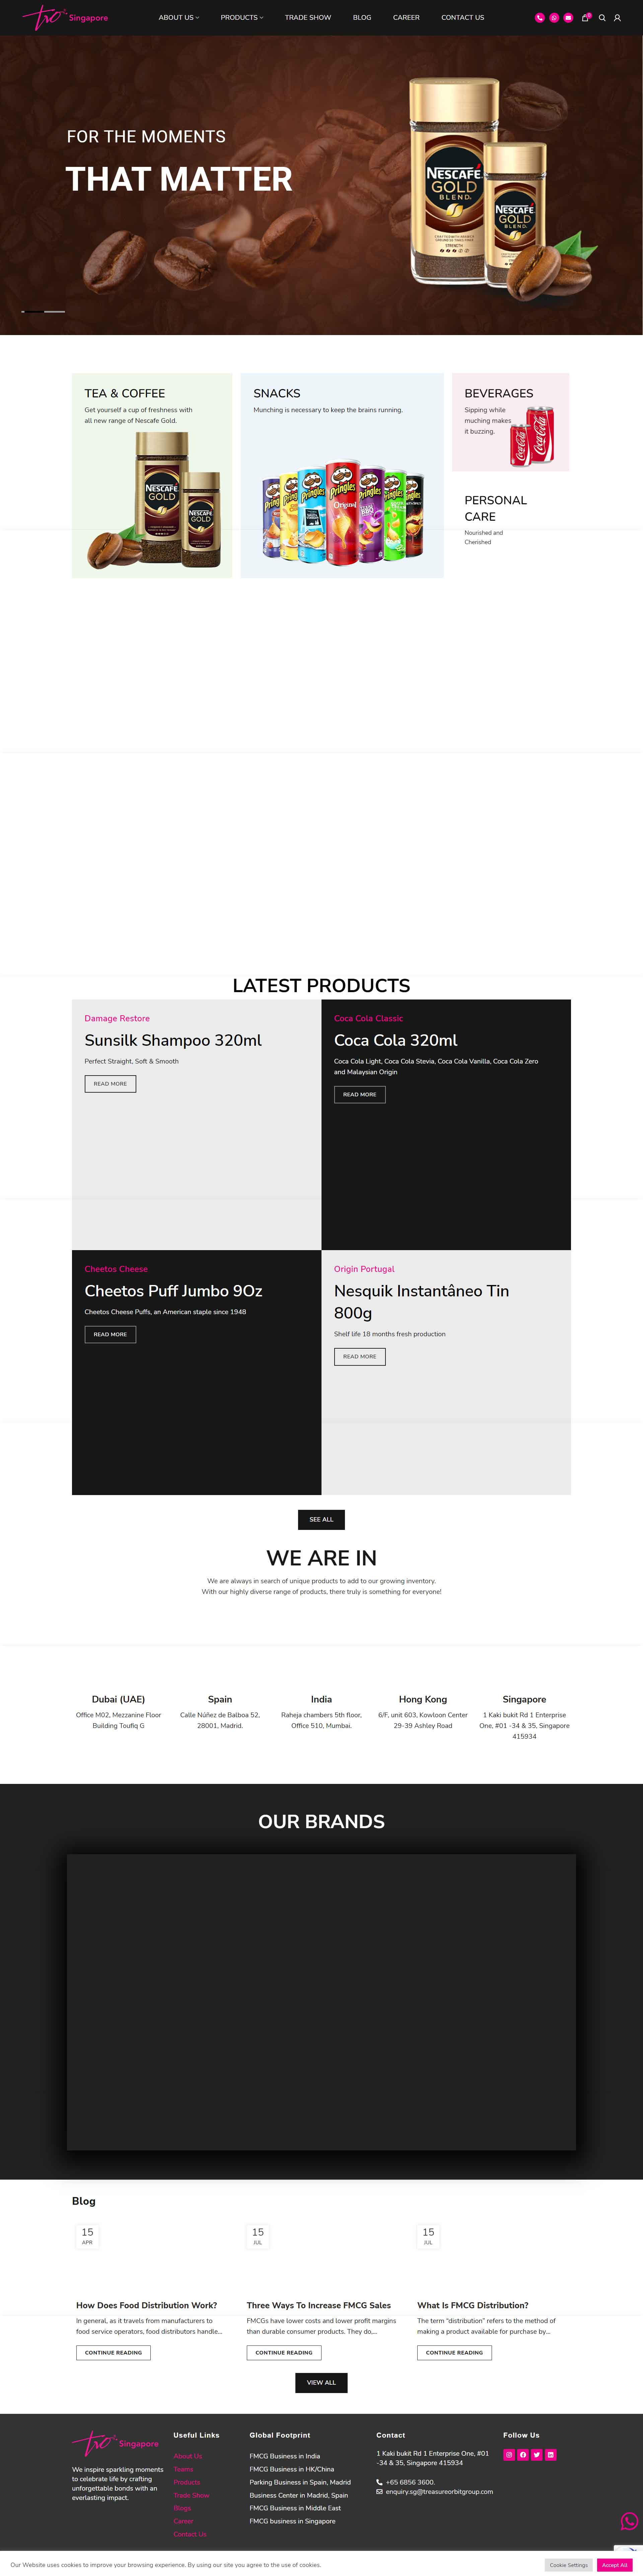 tro Singapore
ABOUT US
PRODUCTS
TRADE SHOW
BLOG
CAREER
CONTACT US
0
FOR THE MOMENTS
THAT MATTER
NESCAFÉ
GOLD
BLEND
STRENGTH
NESCAFÉ
GOLD
BLEND
TEA & COFFEE
Get yourself a cup of freshness with
all new range of Nescafe Gold.
NESCAFÉ
GOLD
NESCAFÉ
GOLD
SNACKS
Munching is necessary to keep the brains running.
Pringles
Original
BEVERAGES
Sipping while
muching makes
it buzzing.
Coca-Cola
Coca-Cola
PERSONAL
CARE
Nourished and
Cherished
LATEST PRODUCTS
Damage Restore
Sunsilk Shampoo 320ml
Perfect Straight, Soft & Smooth
READ MORE
Coca Cola Classic
Coca Cola 320ml
Coca Cola Light, Coca Cola Stevia, Coca Cola Vanilla, Coca Cola Zero
and Malaysian Origin
READ MORE
Cheetos Cheese
Cheetos Puff Jumbo 9Oz
Cheetos Cheese Puffs, an American staple since 1948
READ MORE
Origin Portugal
Nesquik Instantâneo Tin
800g
Shelf life 18 months fresh production
READ MORE
SEE ALL
WE ARE IN
We are always in search of unique products to add to our growing inventory.
With our highly diverse range of products, there truly is something for everyone!
Dubai (UAE)
Office M02, Mezzanine Floor
Building Toufiq G
Spain
Calle Núñez de Balboa 52,
28001, Madrid.
India
Raheja chambers 5th floor,
Office 510, Mumbai.
Hong Kong
6/F, unit 603, Kowloon Center
29-39 Ashley Road
Singapore
1 Kaki bukit Rd 1 Enterprise
One, #01 -34 & 35, Singapore
415934
OUR BRANDS
Blog
15
APR
How Does Food Distribution Work?
In general, as it travels from manufacturers to
food service operators, food distributors handle...
CONTINUE READING
15
JUL
Three Ways To Increase FMCG Sales
FMCGs have lower costs and lower profit margins
than durable consumer products. They do,...
CONTINUE READING
15
JUL
What Is FMCG Distribution?
The term “distribution” refers to the method of
making a product available for purchase by...
CONTINUE READING
VIEW ALL
tro Singapore
We inspire sparkling moments
to celebrate life by crafting
unforgettable bonds with an
everlasting impact.
Useful Links
About Us
Teams
Products
Trade Show
Blogs
Career
Contact Us
Global Footprint
FMCG Business in India
FMCG Business in HK/China
Parking Business in Spain, Madrid
Business Center in Madrid, Spain
FMCG Business in Middle East
FMCG business in Singapore
Contact
1 Kaki bukit Rd 1 Enterprise One, #01
-34 & 35, Singapore 415934
+65 6856 3600.
enquiry.sg@treasureorbitgroup.com
Follow Us
Our Website uses cookies to improve your browsing experience. By using our site you agree to the use of cookies.
Cookie Settings
Accept All